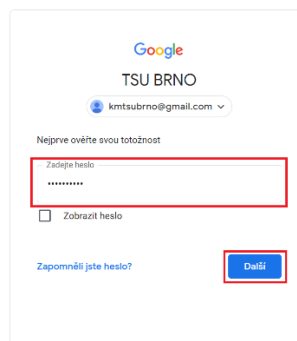 Google
TSU BRNO
kmtsubrno@gmail.com
Nejprve ověřte svou totožnost
Zadejte heslo
••••••••••
Zobrazit heslo
Zapomněli jste heslo?
Další